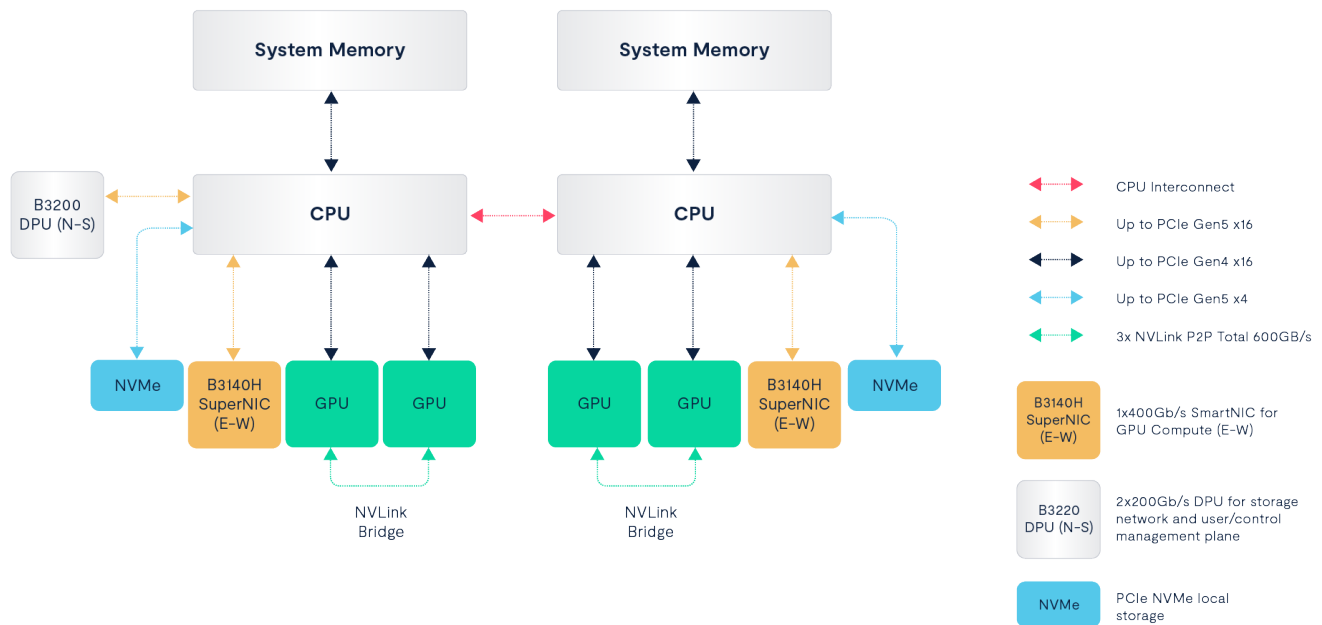 System Memory
System Memory
B3200
DPU (N-S)
CPU
CPU
NVMe
B3140H
SuperNIC
(E-W)
GPU
GPU
GPU
GPU
B3140H
SuperNIC
(E-W)
NVMe
NVLink
Bridge
NVLink
Bridge
CPU Interconnect
Up to PCIe Gen5 x16
Up to PCIe Gen4 x16
Up to PCIe Gen5 x4
3x NVLink P2P Total 600GB/s
B3140H
SuperNIC
(E-W)
1x400Gb/s SmartNIC for
GPU Compute (E-W)
B3220
DPU (N-S)
2x200Gb/s DPU for storage
network and user/control
management plane
NVMe
PCIe NVMe local
storage